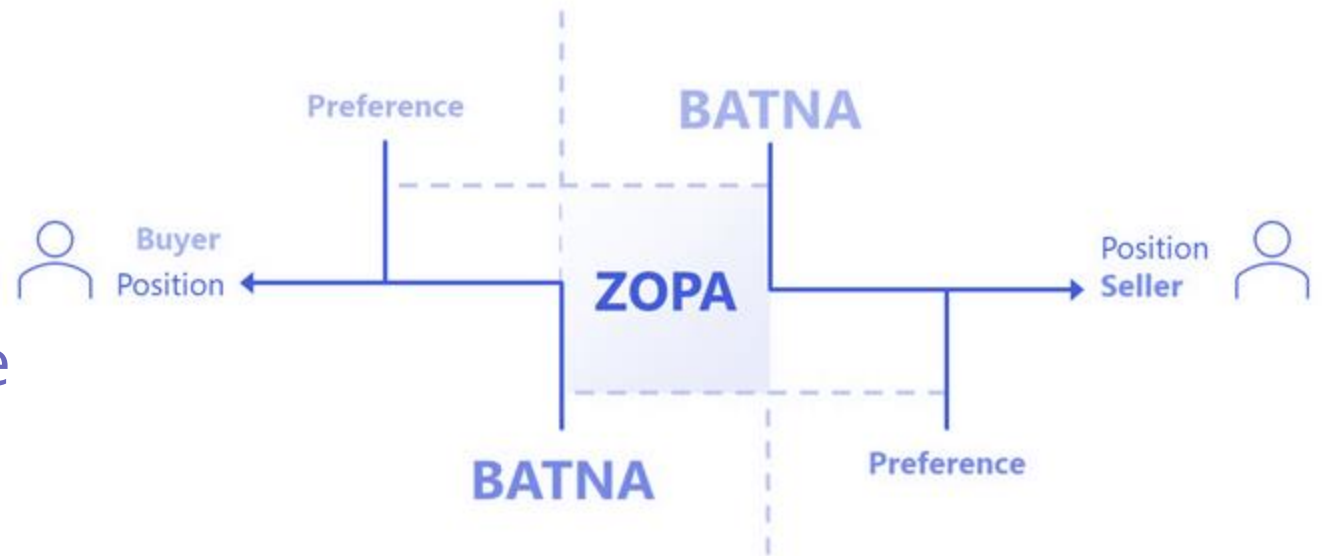 Preference
BATNA
Buyer
Position
ZOPA
Position
Seller
e
BATNA
Preference